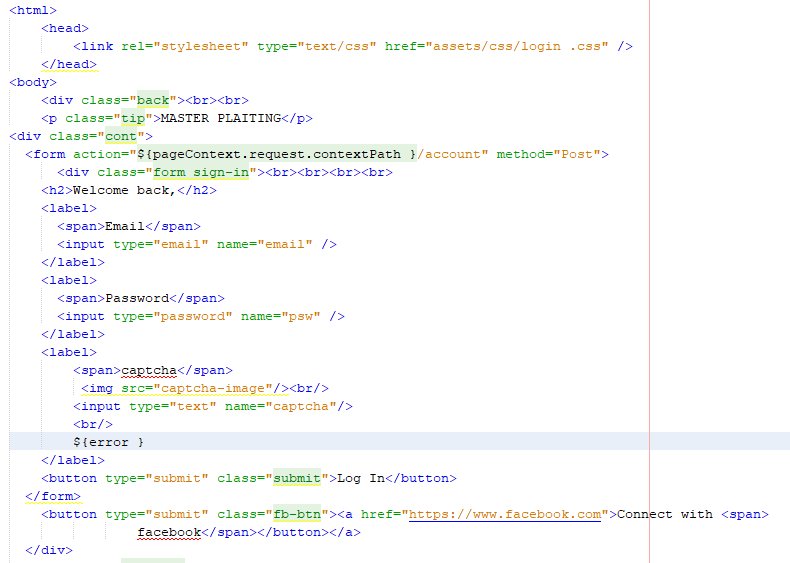 <html>
<head>
<link rel="stylesheet" type="text/css" href="assets/css/login .css" />
</head>
<body>
<div class="back"><br><br>
<p class="tip">MASTER PLAITING</p>
<div class="cont">
<form action="${pageContext.request.contextPath }/account" method="Post">
<div class="form sign-in"><br><br><br><br>
<h2>Welcome back,</h2>
<label>
<span>Email</span>
<input type="email" name="email" />
</label>
<label>
<span>Password</span>
<input type="password" name="psw" />
</label>
<label>
<span>captcha</span>
<img src="captcha-image"/><br/>
<input type="text" name="captcha"/>
<br/>
${error }
</label>
<button type="submit" class="submit">Log In</button>
</form>
<button type="submit" class="fb-btn"><a href="https://www.facebook.com">Connect with <span>
facebook</span></button></a>
</div>